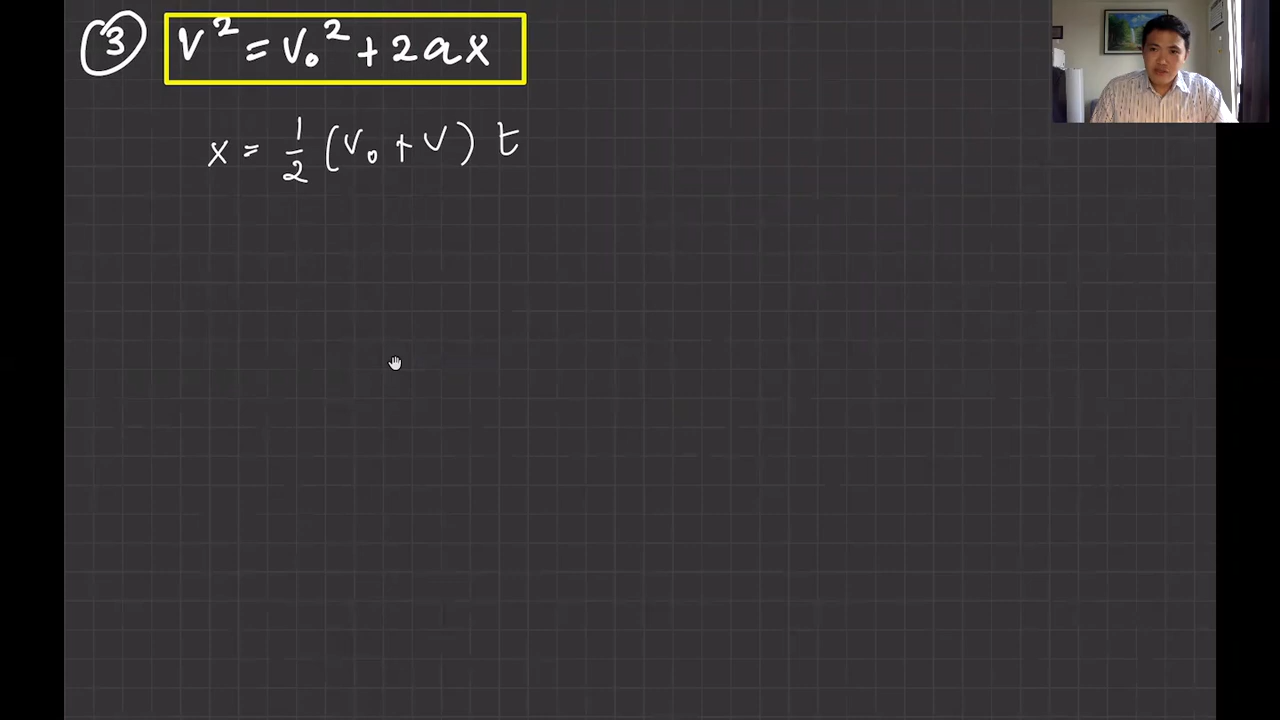 ③ V² = V₀² + 2ax
x = 1/2 (V₀ + V) t